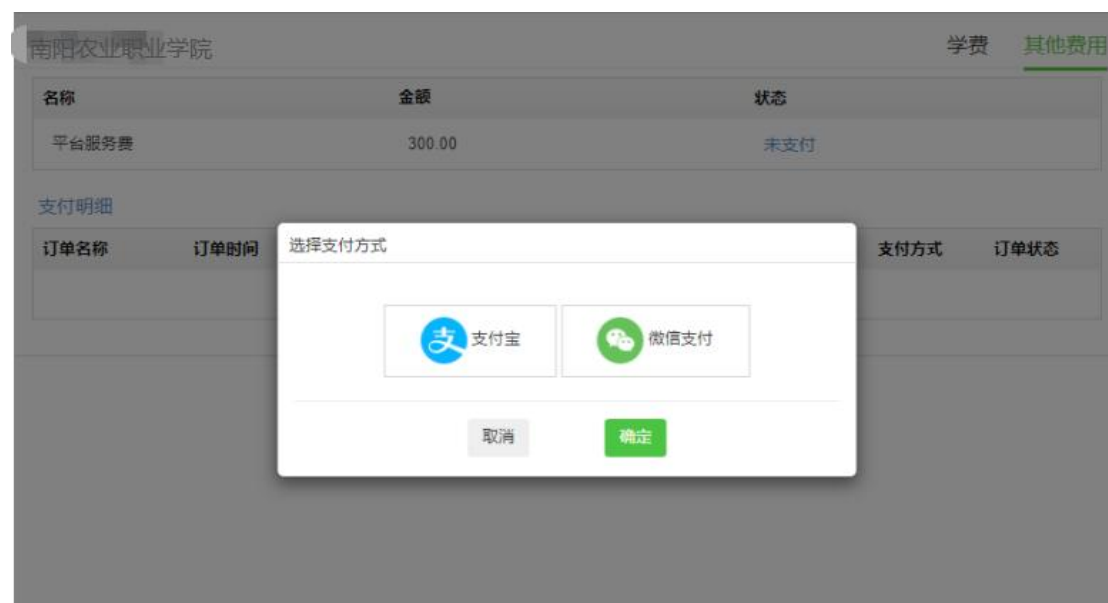 南阳农业职业学院
学费 其他费用
名称 金额 状态
平台服务费 300.00 未支付
支付明细
订单名称 订单时间 支付方式 订单状态
选择支付方式
支付宝 微信支付
取消 确定